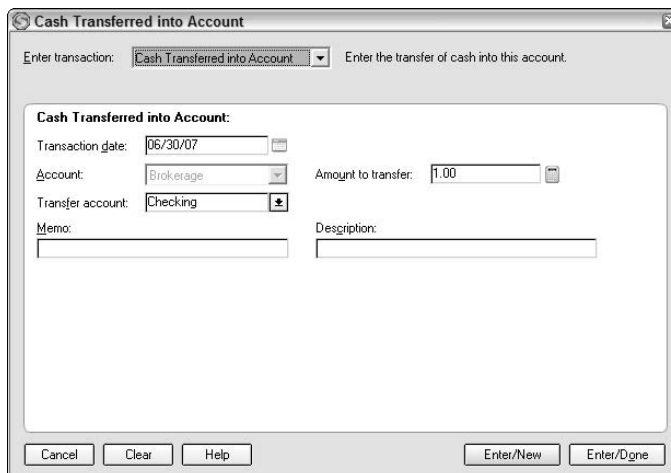 Cash Transferred into Account
Enter transaction: Cash Transferred into Account Enter the transfer of cash into this account.
Cash Transferred into Account:
Transaction date: 06/30/07
Account: Brokerage Amount to transfer: 1.00
Transfer account: Checking
Memo: Description:
Cancel Clear Help Enter/New Enter/Done